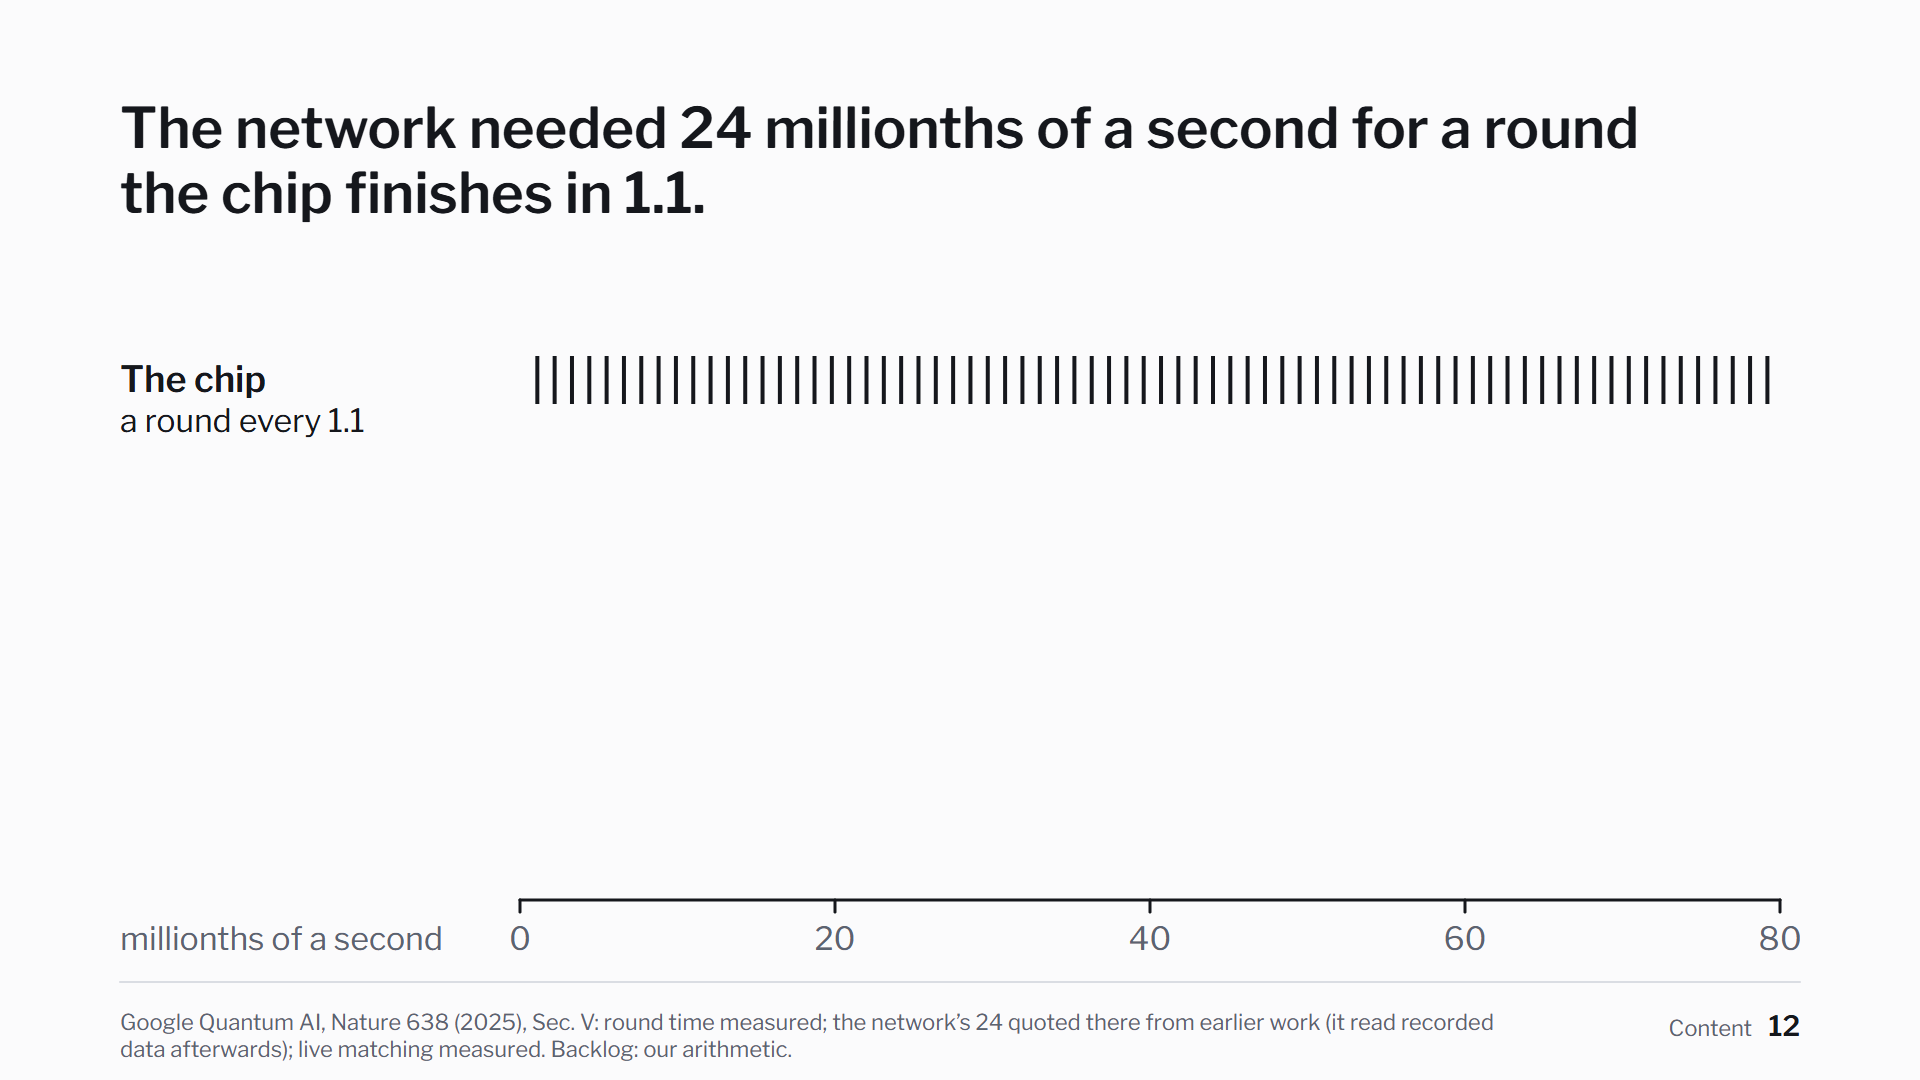 The network needed 24 millionths of a second for a round
the chip finishes in 1.1.
The chip
a round every 1.1
millionths of a second
0 20 40 60 80
Google Quantum AI, Nature 638 (2025), Sec. V: round time measured; the network’s 24 quoted there from earlier work (it read recorded
data afterwards); live matching measured. Backlog: our arithmetic.
Content 12